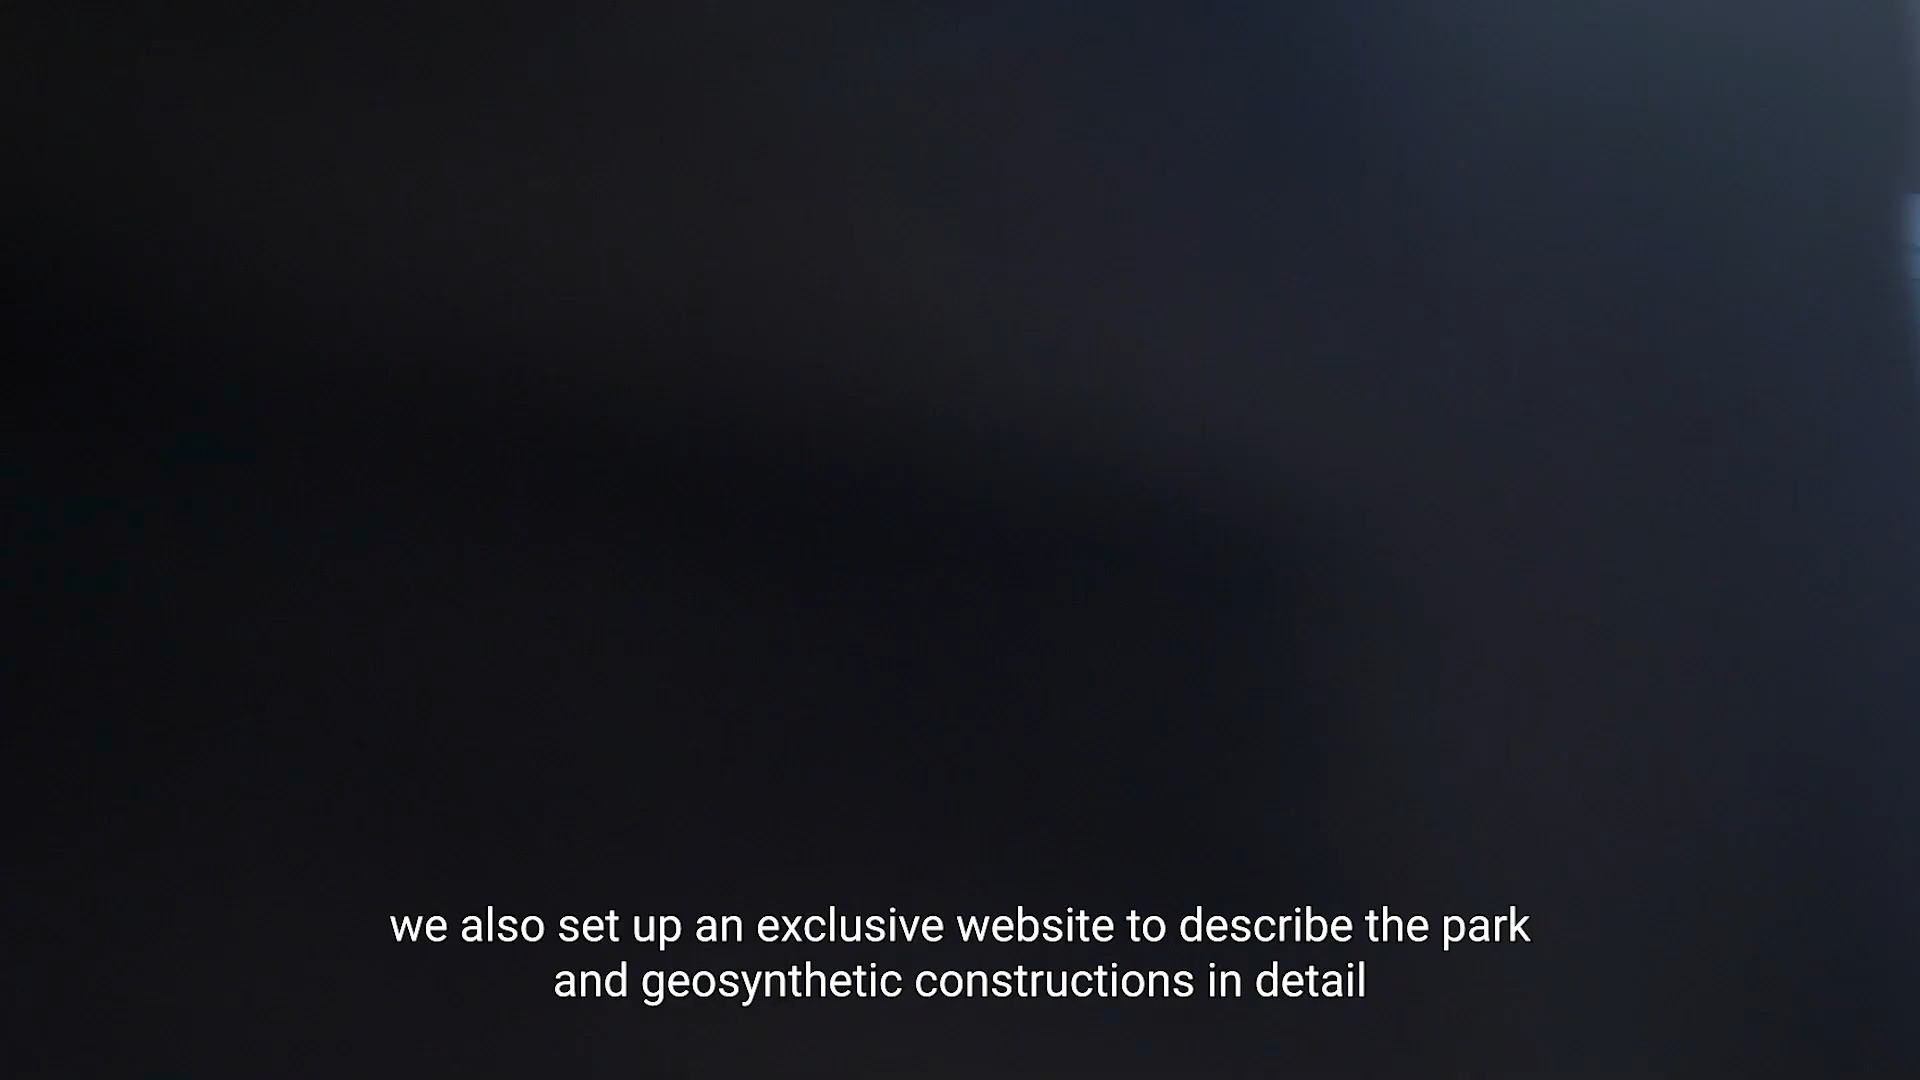 we also set up an exclusive website to describe the park
and geosynthetic constructions in detail